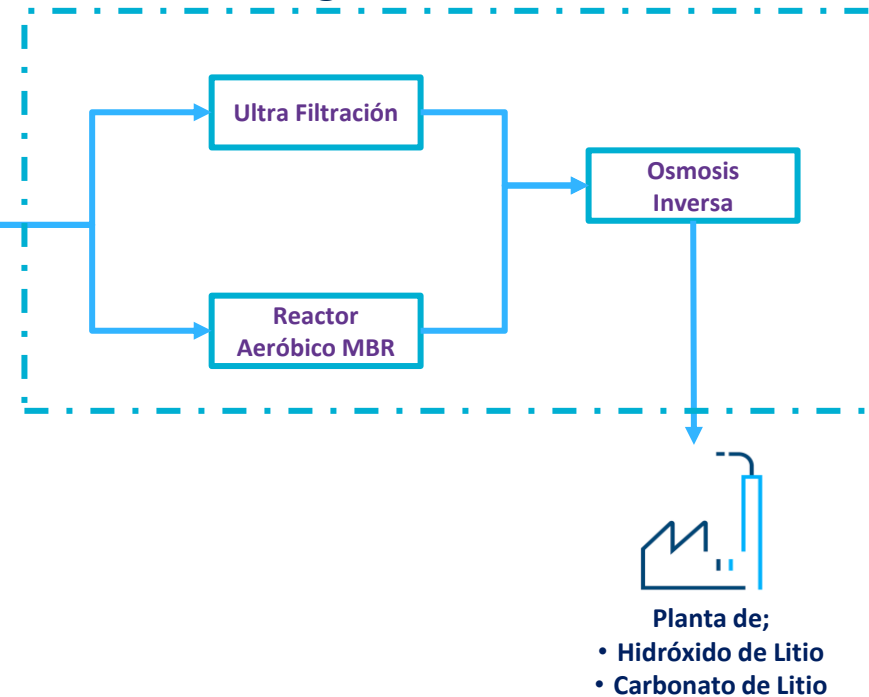 Ultra Filtración
Osmosis
Inversa
Reactor
Aeróbico MBR
Planta de;
• Hidróxido de Litio
• Carbonato de Litio